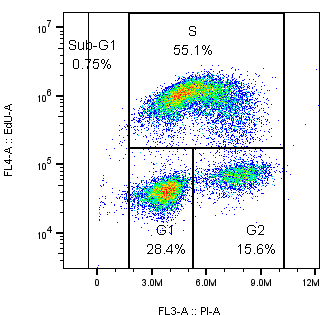 10^7
S
Sub-G1
55.1%
0.75%
10^6
FL4-A :: EdU-A
10^5
G1
G2
28.4%
15.6%
10^4
0
3.0M
6.0M
9.0M
12M
FL3-A :: PI-A